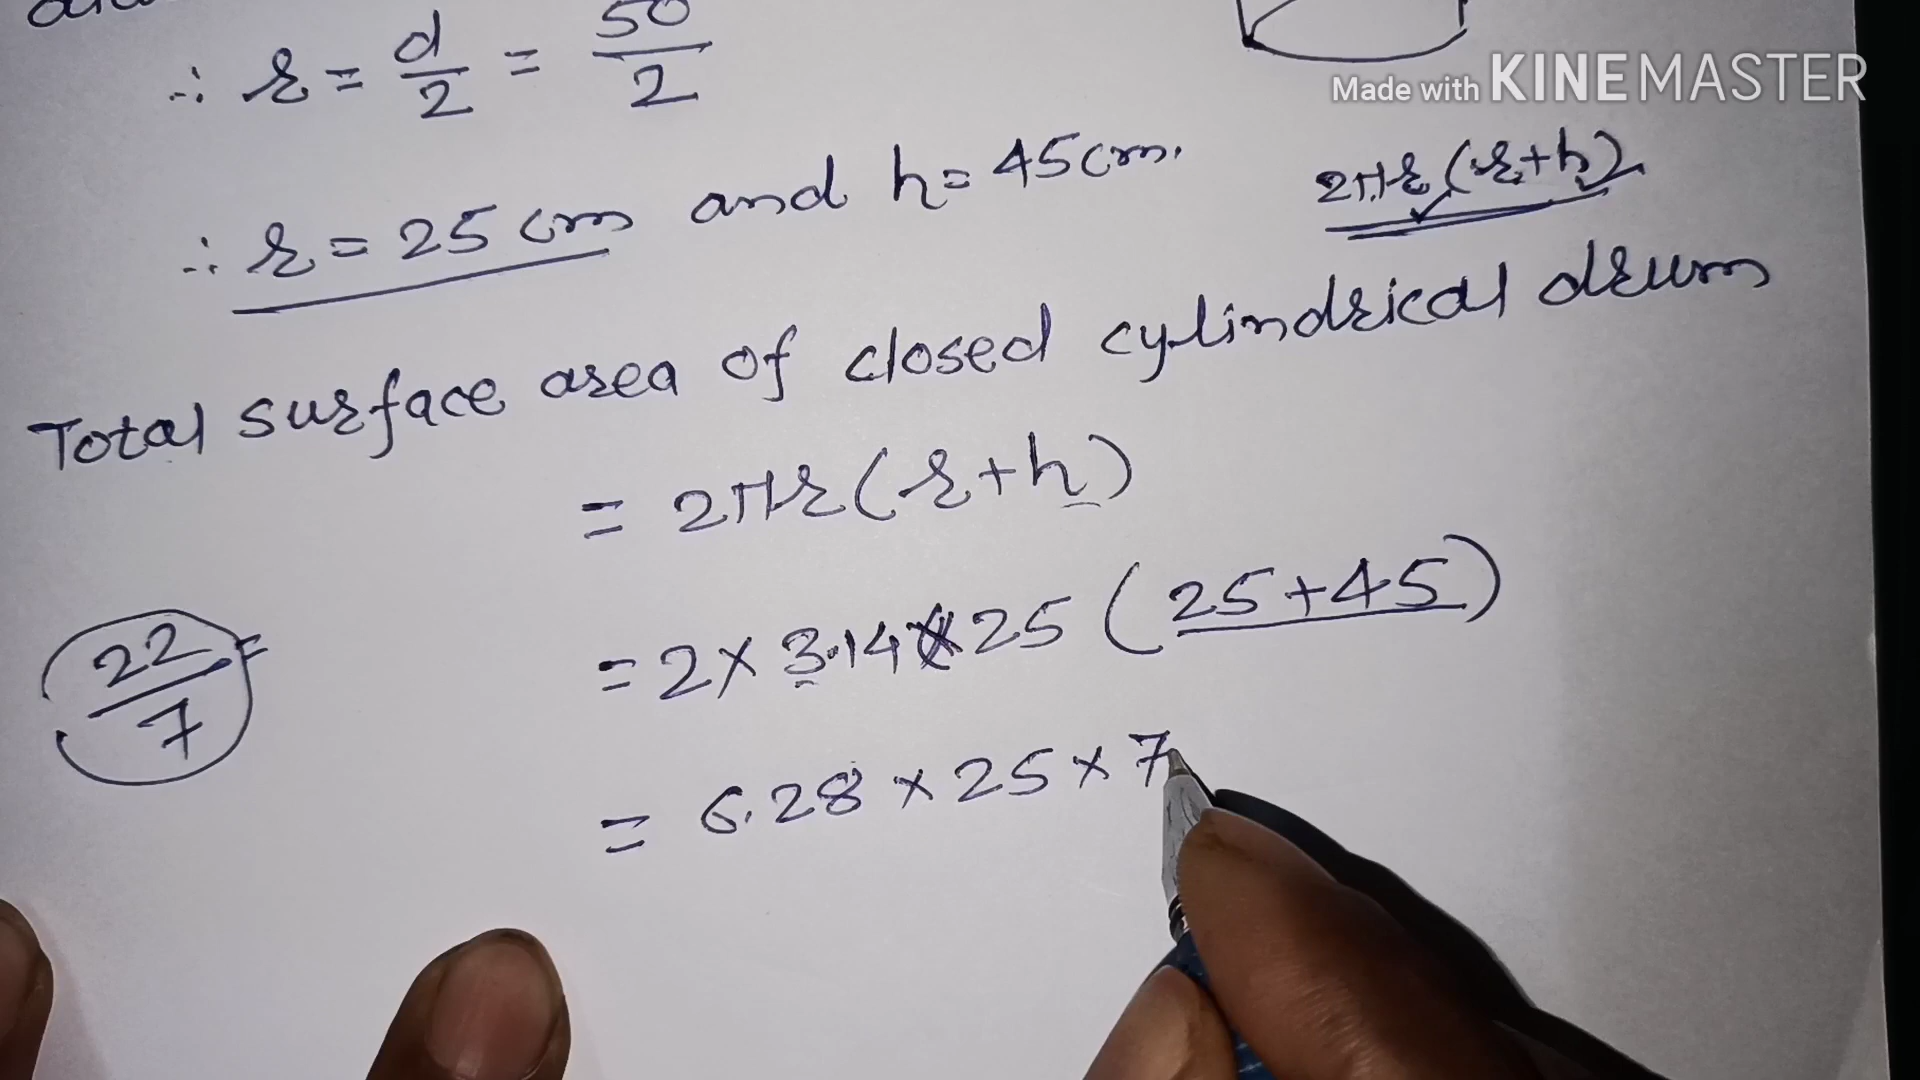 ∴ r = d/2 = 50/2
Made with KINEMASTER
∴ r = 25 cm and h = 45 cm.
2πr (r+h)
Total surface area of closed cylindrical drum
= 2πr (r+h)
= 2 × 3.14 × 25 (25+45)
22/7 =
= 6.28 × 25 × 7